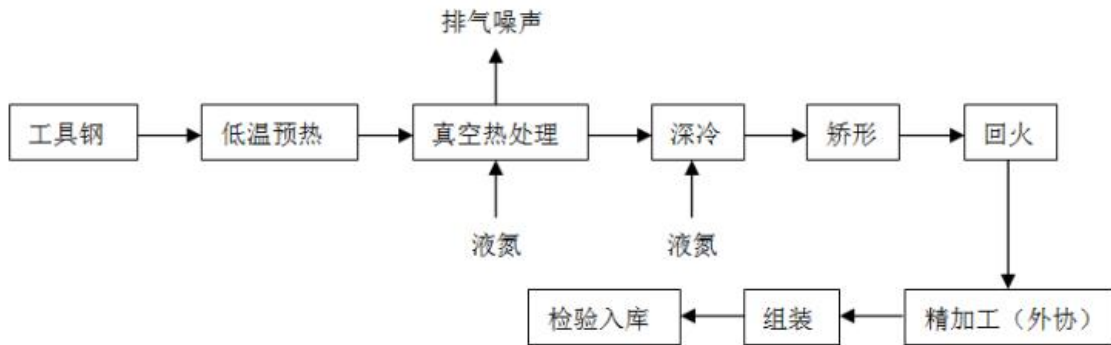 排气噪声
工具钢
低温预热
真空热处理
深冷
矫形
回火
液氮
液氮
检验入库
组装
精加工（外协）